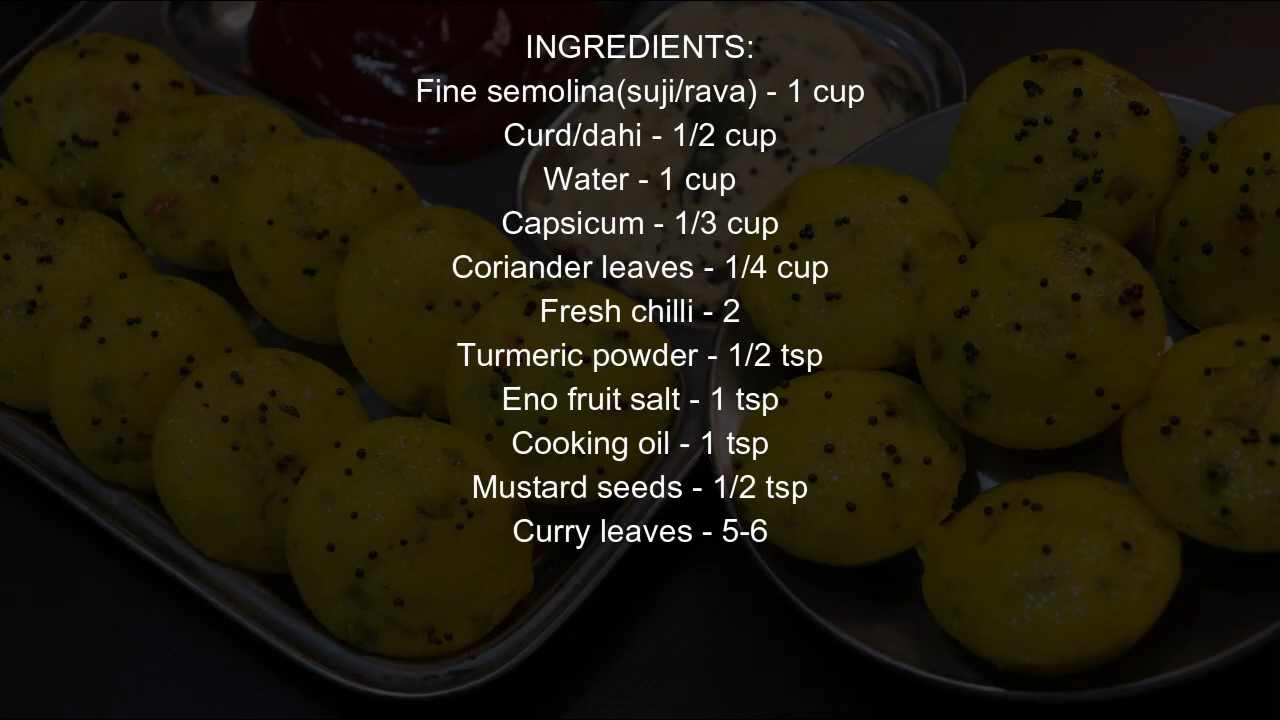 INGREDIENTS:
Fine semolina(suji/rava) - 1 cup
Curd/dahi - 1/2 cup
Water - 1 cup
Capsicum - 1/3 cup
Coriander leaves - 1/4 cup
Fresh chilli - 2
Turmeric powder - 1/2 tsp
Eno fruit salt - 1 tsp
Cooking oil - 1 tsp
Mustard seeds - 1/2 tsp
Curry leaves - 5-6